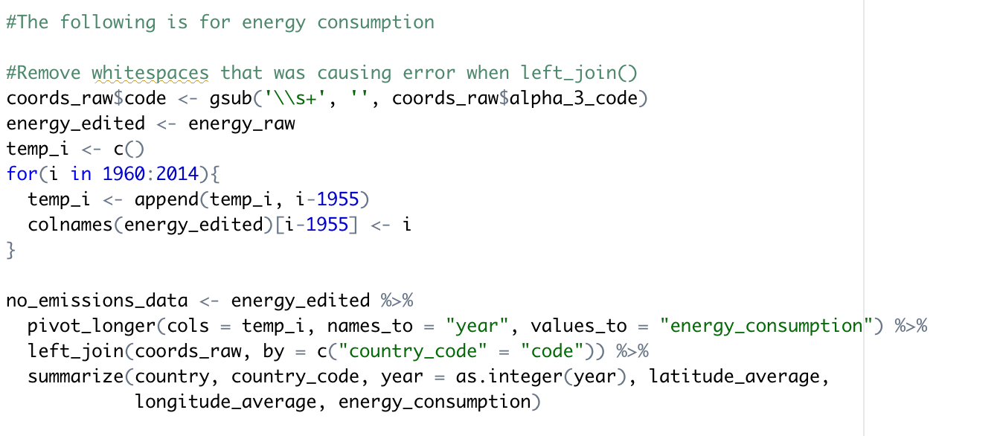 #The following is for energy consumption
#Remove whitespaces that was causing error when left_join()
coords_raw$code <- gsub('\\s+', '', coords_raw$alpha_3_code)
energy_edited <- energy_raw
temp_i <- c()
for(i in 1960:2014){
  temp_i <- append(temp_i, i-1955)
  colnames(energy_edited)[i-1955] <- i
}
no_emissions_data <- energy_edited %>%
  pivot_longer(cols = temp_i, names_to = "year", values_to = "energy_consumption") %>%
  left_join(coords_raw, by = c("country_code" = "code")) %>%
  summarize(country, country_code, year = as.integer(year), latitude_average,
            longitude_average, energy_consumption)